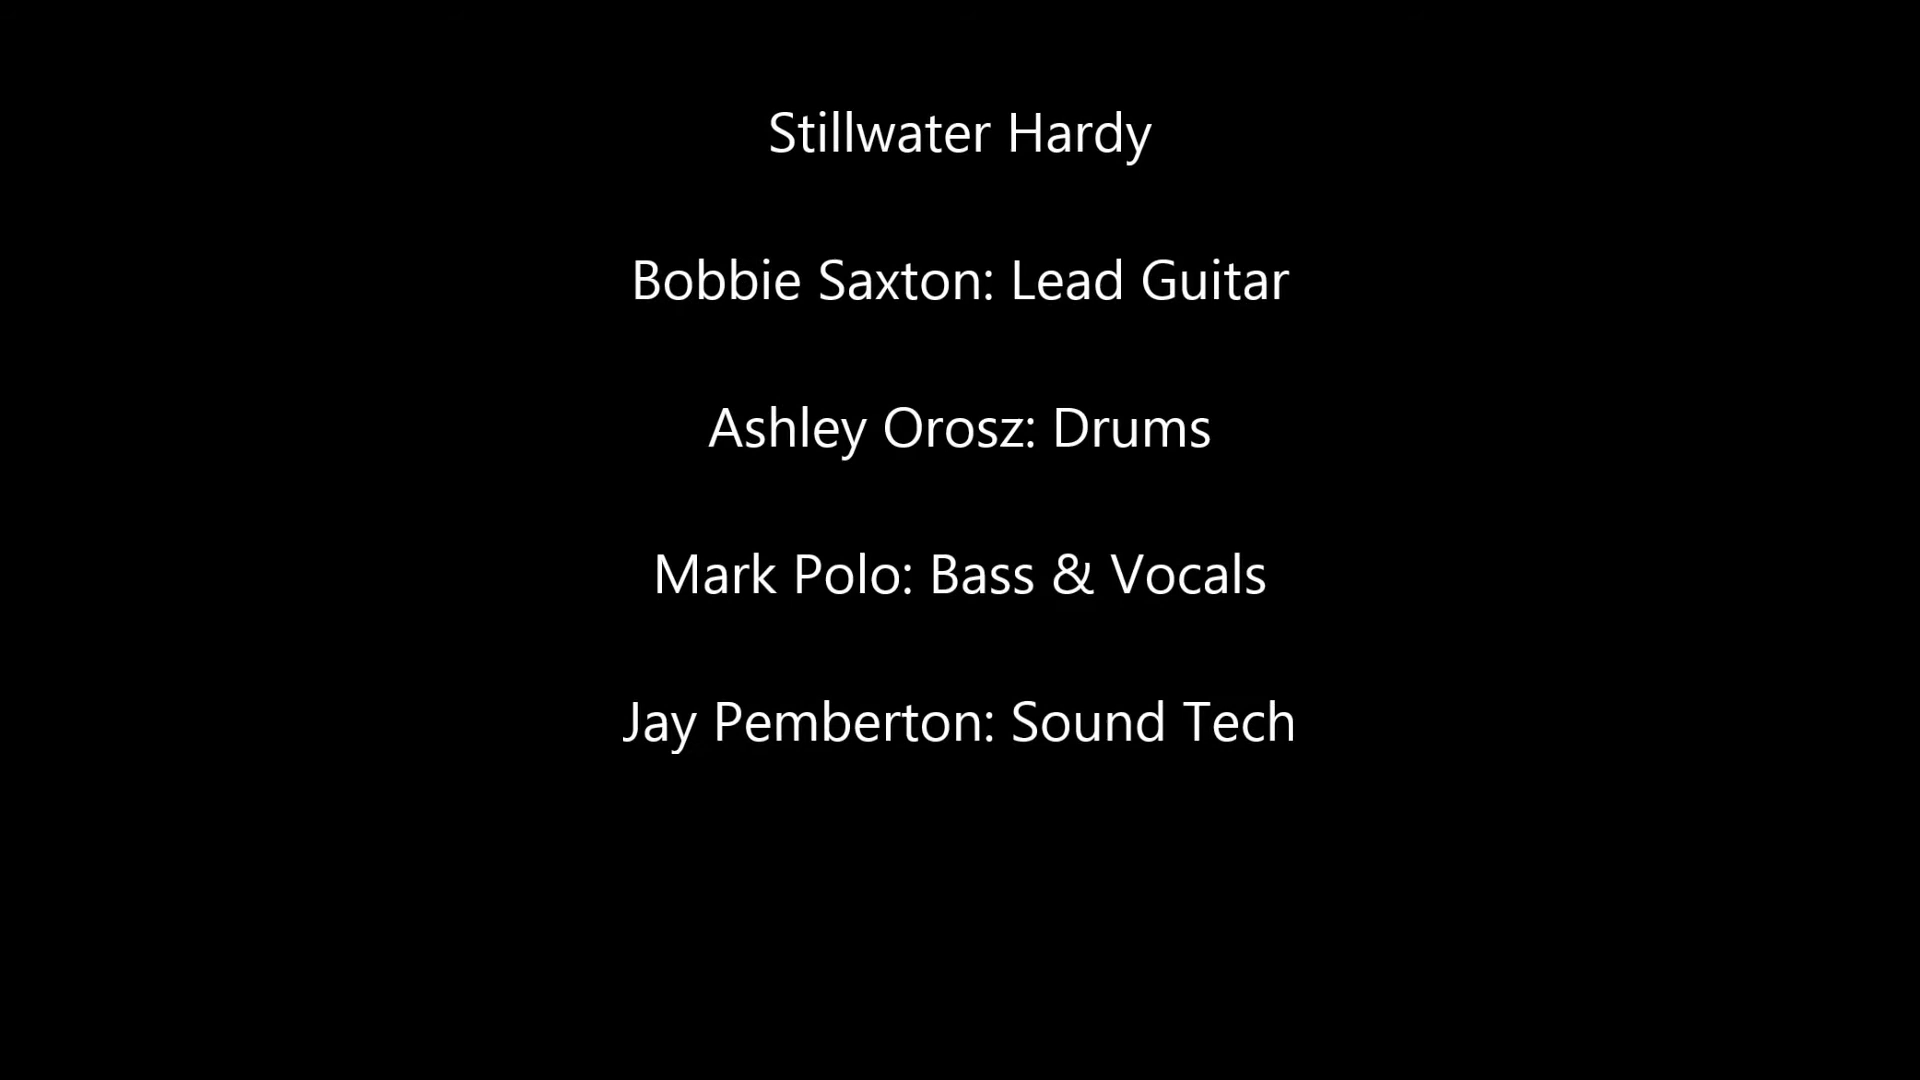 Stillwater Hardy
Bobbie Saxton: Lead Guitar
Ashley Orosz: Drums
Mark Polo: Bass & Vocals
Jay Pemberton: Sound Tech